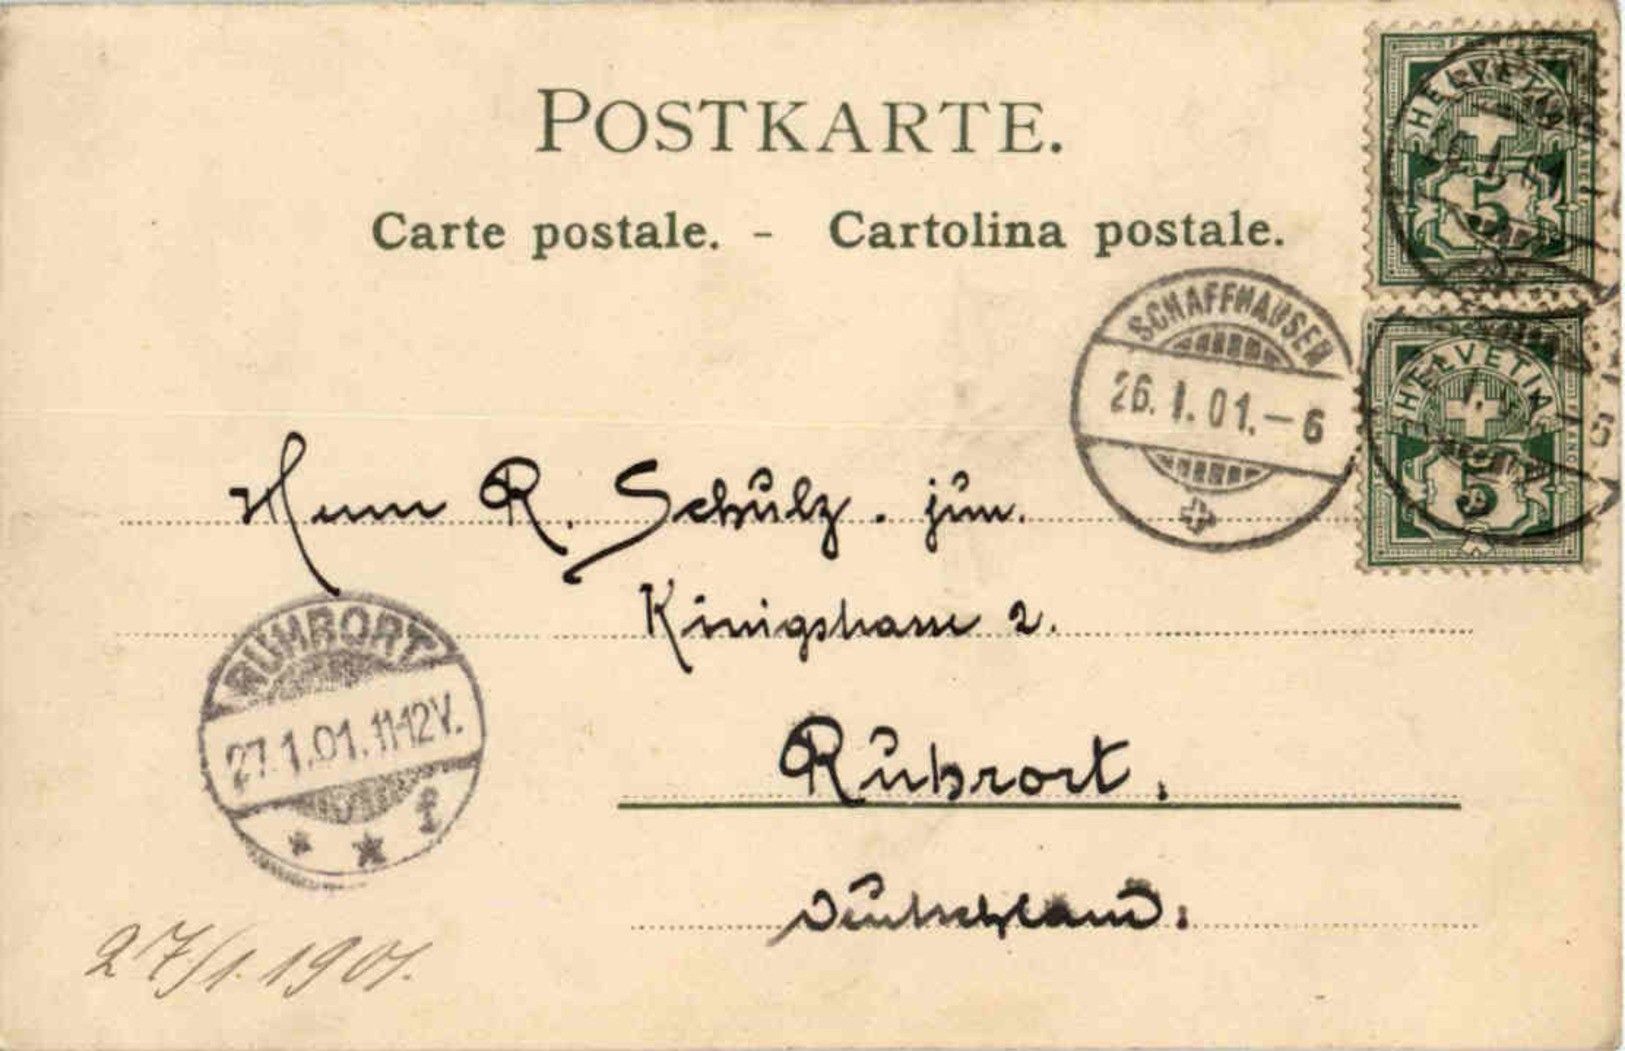 POSTKARTE.
Carte postale. - Cartolina postale.
HELVETIA
5
SCHAFFHAUSEN
26. I. 01. – 6
HELVETIA
5
Herrn R. Schulz. jun.
Königstrasse 2.
RUHRORT
27.1.01.11-12V.
* * 1
Ruhrort.
Deutschland.
27/1.1901.